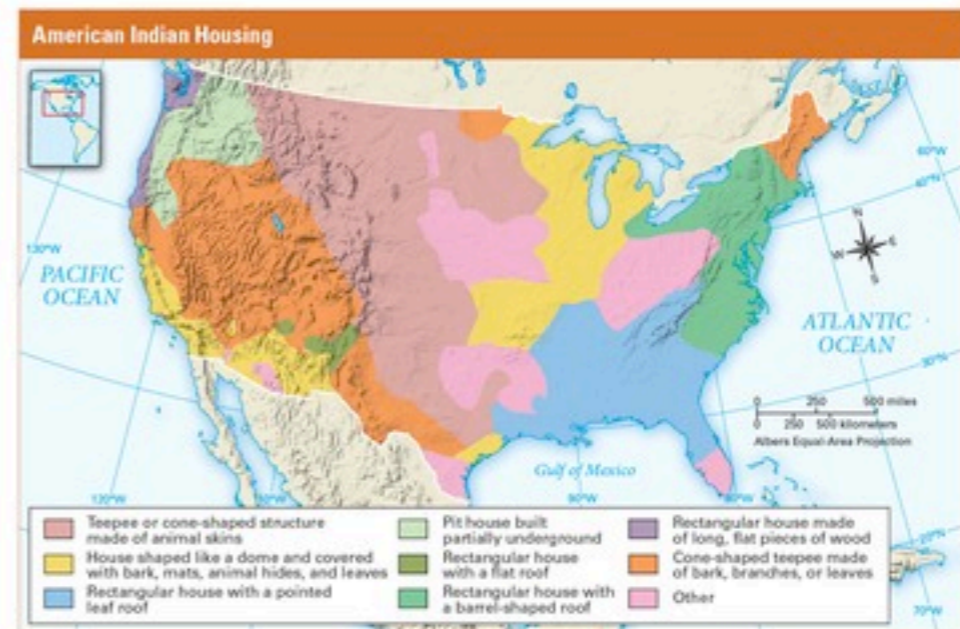 American Indian Housing
60°W
40°N
N
W
E
S
130°W
PACIFIC
OCEAN
ATLANTIC
OCEAN
30°N
0 250 500 miles
0 250 500 kilometers
Albers Equal-Area Projection
Gulf of Mexico
120°W
90°W
80°W
Teepee or cone-shaped structure
made of animal skins
House shaped like a dome and covered
with bark, mats, animal hides, and leaves
Rectangular house with a pointed
leaf roof
Pit house built
partially underground
Rectangular house
with a flat roof
Rectangular house with
a barrel-shaped roof
Rectangular house made
of long, flat pieces of wood
Cone-shaped teepee made
of bark, branches, or leaves
Other
20°N
70°W